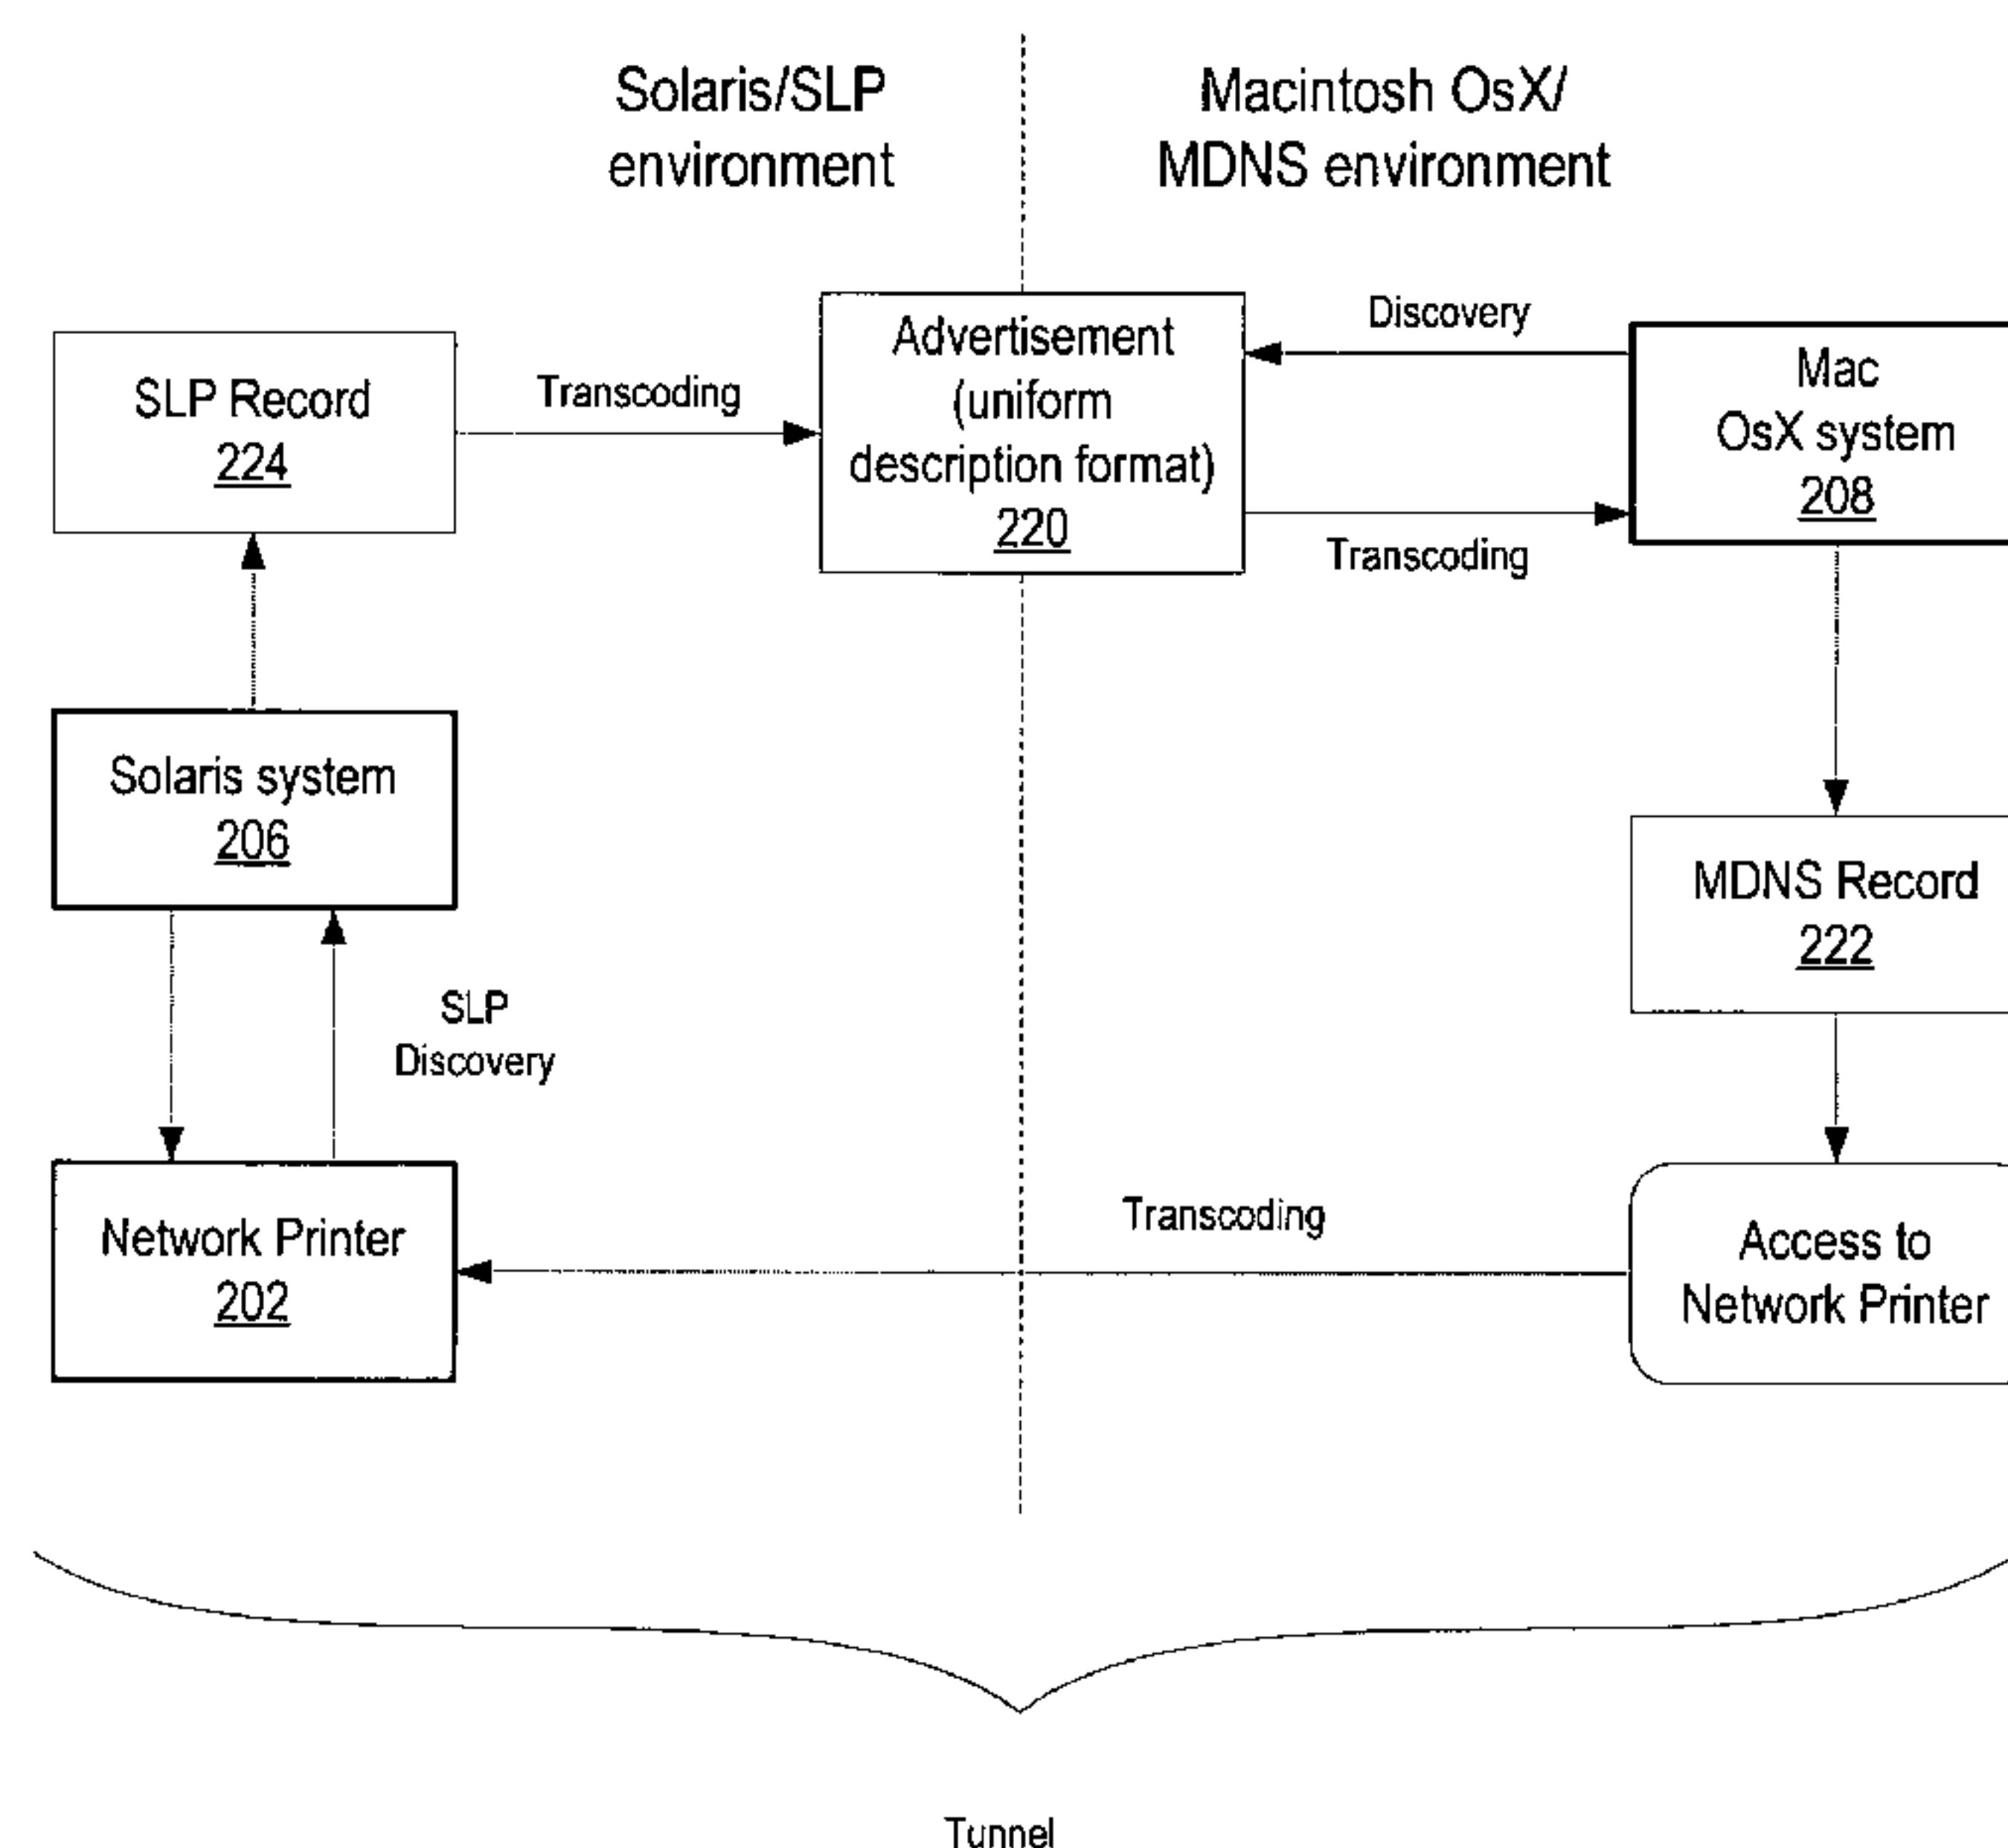 Solaris/SLP
environment
Macintosh OsX/
MDNS environment
SLP Record
224
Transcoding
Advertisement
(uniform
description format)
220
Discovery
Transcoding
Mac
OsX system
208
Solaris system
206
MDNS Record
222
SLP
Discovery
Network Printer
202
Transcoding
Access to
Network Printer
Tunnel